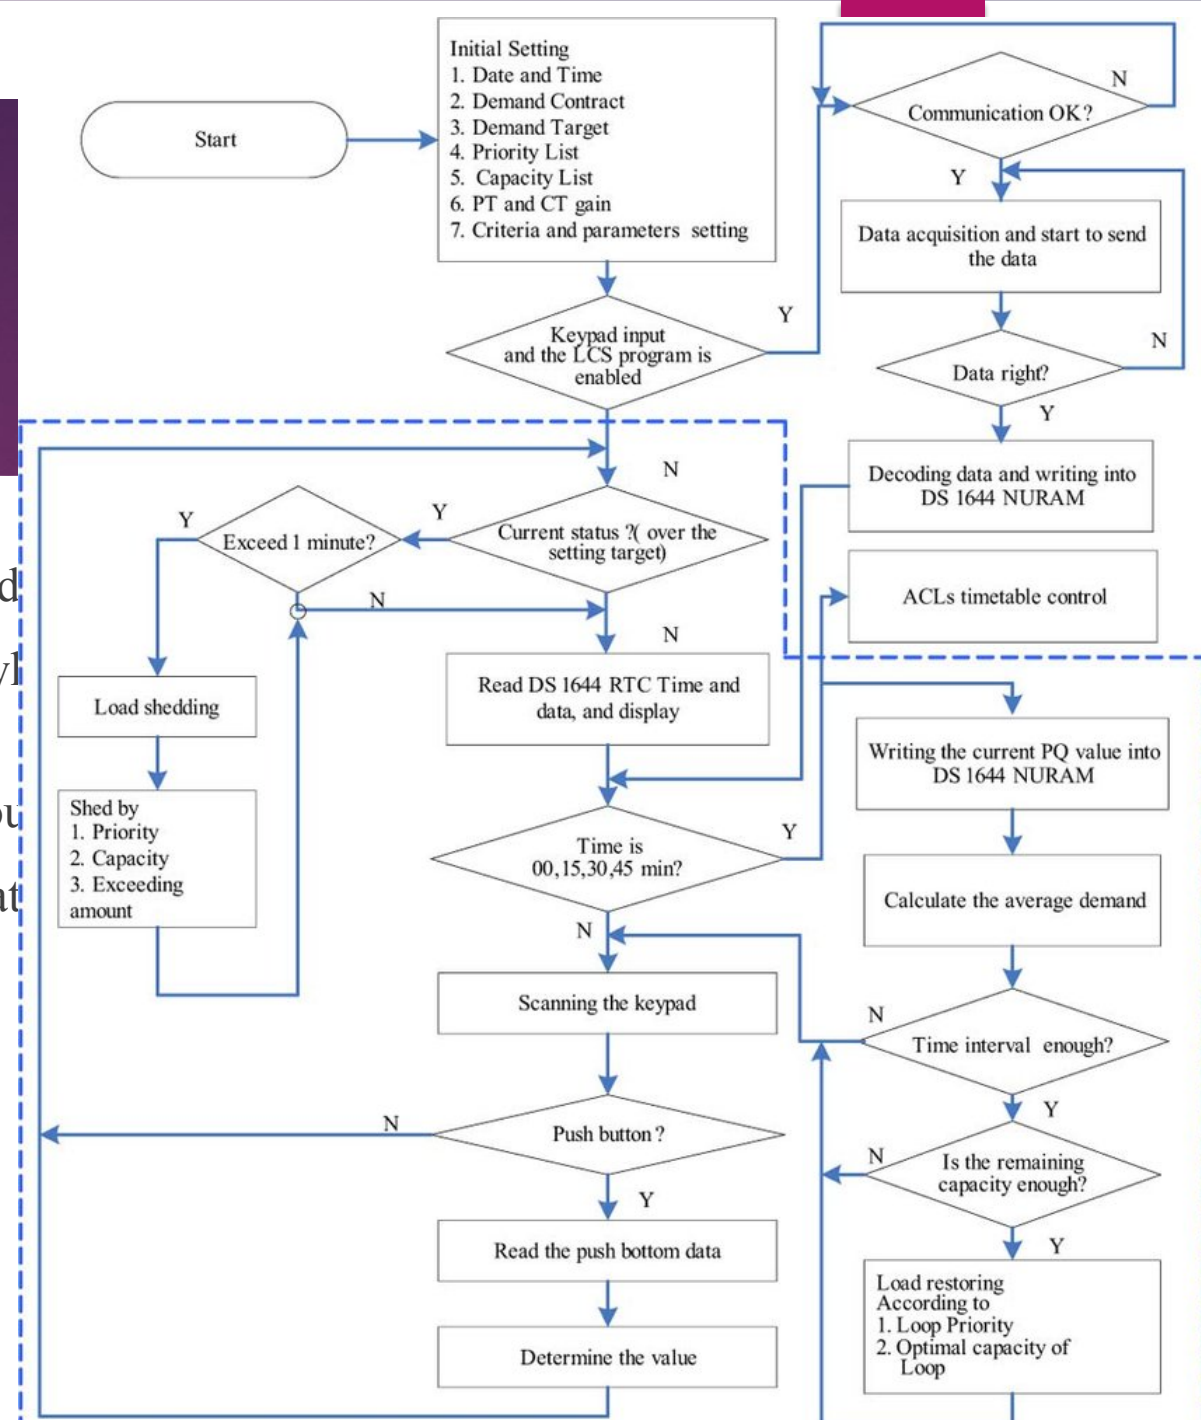 Start
Initial Setting
1. Date and Time
2. Demand Contract
3. Demand Target
4. Priority List
5. Capacity List
6. PT and CT gain
7. Criteria and parameters setting
Keypad input
and the LCS program is
enabled
Y
N
Communication OK?
N
Y
Data acquisition and start to send
the data
Data right?
N
Y
Decoding data and writing into
DS 1644 NURAM
ACLs timetable control
Current status ?( over the
setting target)
Y
Exceed 1 minute?
Y
N
N
Load shedding
Shed by
1. Priority
2. Capacity
3. Exceeding
amount
Read DS 1644 RTC Time and
data, and display
Time is
00,15,30,45 min?
Y
N
Writing the current PQ value into
DS 1644 NURAM
Calculate the average demand
Time interval enough?
N
Y
Is the remaining
capacity enough?
N
Y
Load restoring
According to
1. Loop Priority
2. Optimal capacity of
Loop
Scanning the keypad
Push button ?
N
Y
Read the push bottom data
Determine the value